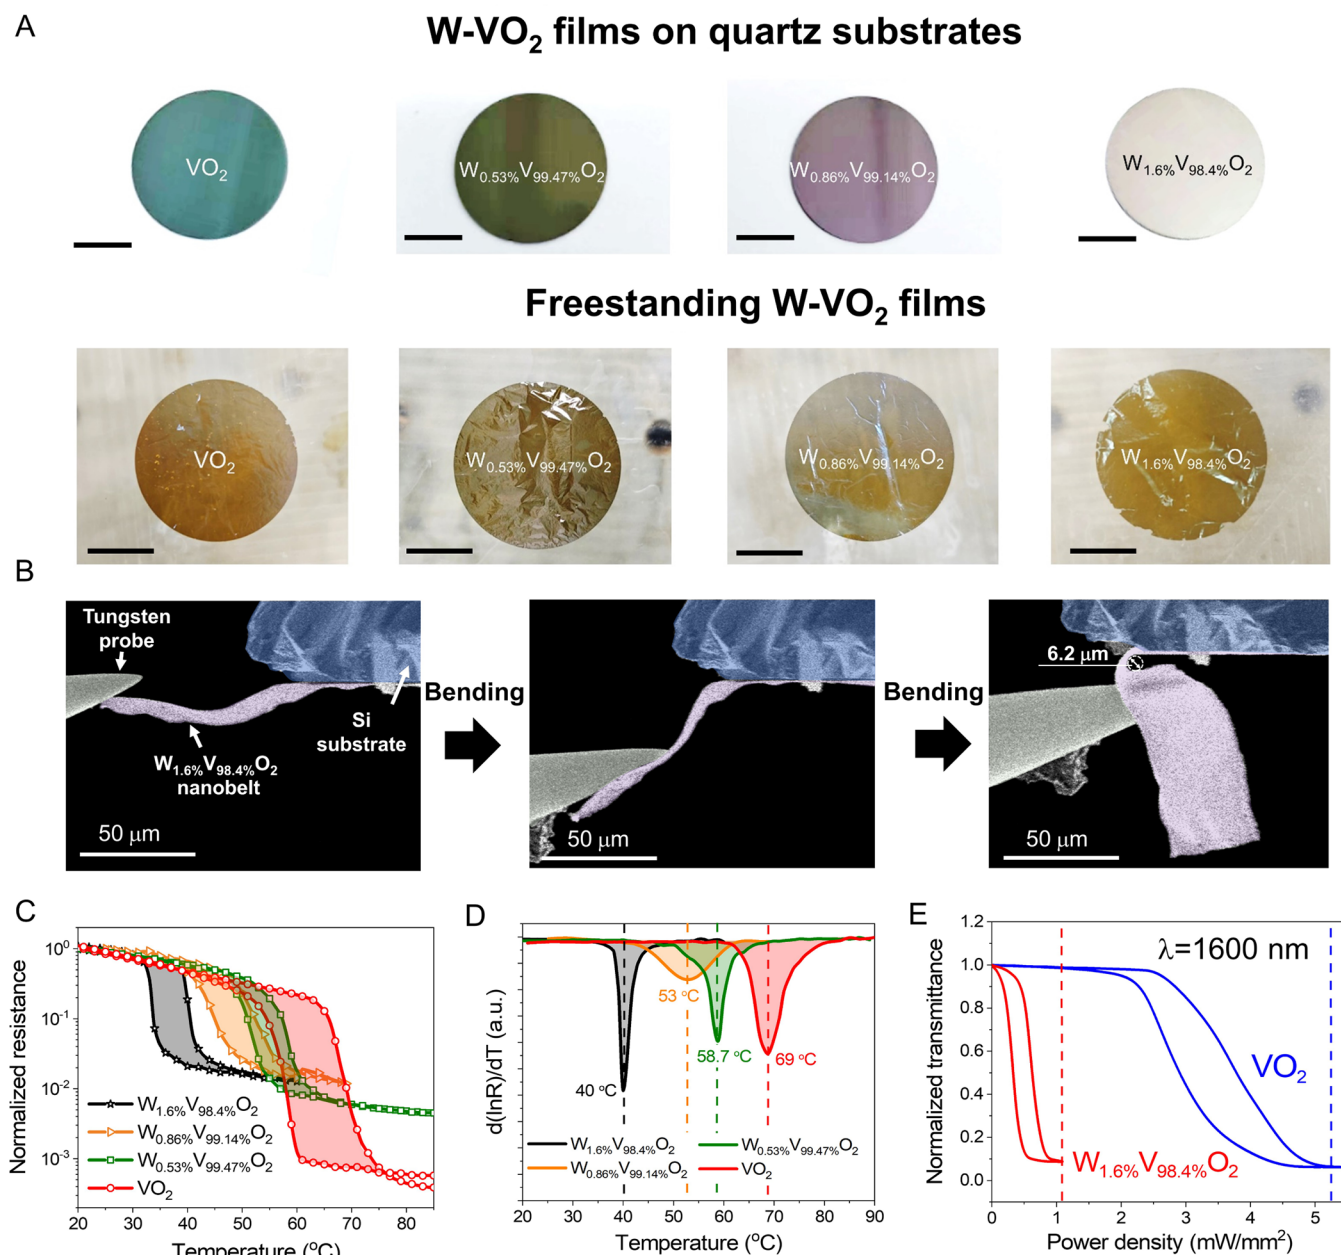 A
W-VO₂ films on quartz substrates
VO₂
W₀.₅₃%V₉₉.₄₇%O₂
W₀.₈₆%V₉₉.₁₄%O₂
W₁.₆%V₉₈.₄%O₂
Freestanding W-VO₂ films
VO₂
W₀.₅₃%V₉₉.₄₇%O₂
W₀.₈₆%V₉₉.₁₄%O₂
W₁.₆%V₉₈.₄%O₂
B
Tungsten
probe
Si
substrate
W₁.₆%V₉₈.₄%O₂
nanobelt
50 μm
Bending
50 μm
Bending
6.2 μm
50 μm
C
Normalized resistance
10⁰
10⁻¹
10⁻²
10⁻³
W₁.₆%V₉₈.₄%O₂
W₀.₈₆%V₉₉.₁₄%O₂
W₀.₅₃%V₉₉.₄₇%O₂
VO₂
20 30 40 50 60 70 80
Temperature (°C)
D
d(lnR)/dT (a.u.)
53 °C
58.7 °C
69 °C
40 °C
W₁.₆%V₉₈.₄%O₂ W₀.₅₃%V₉₉.₄₇%O₂
W₀.₈₆%V₉₉.₁₄%O₂ VO₂
20 30 40 50 60 70 80 90
Temperature (°C)
E
Normalized transmittance
1.2
1.0
0.8
0.6
0.4
0.2
0.0
λ=1600 nm
VO₂
W₁.₆%V₉₈.₄%O₂
0 1 2 3 4 5
Power density (mW/mm²)